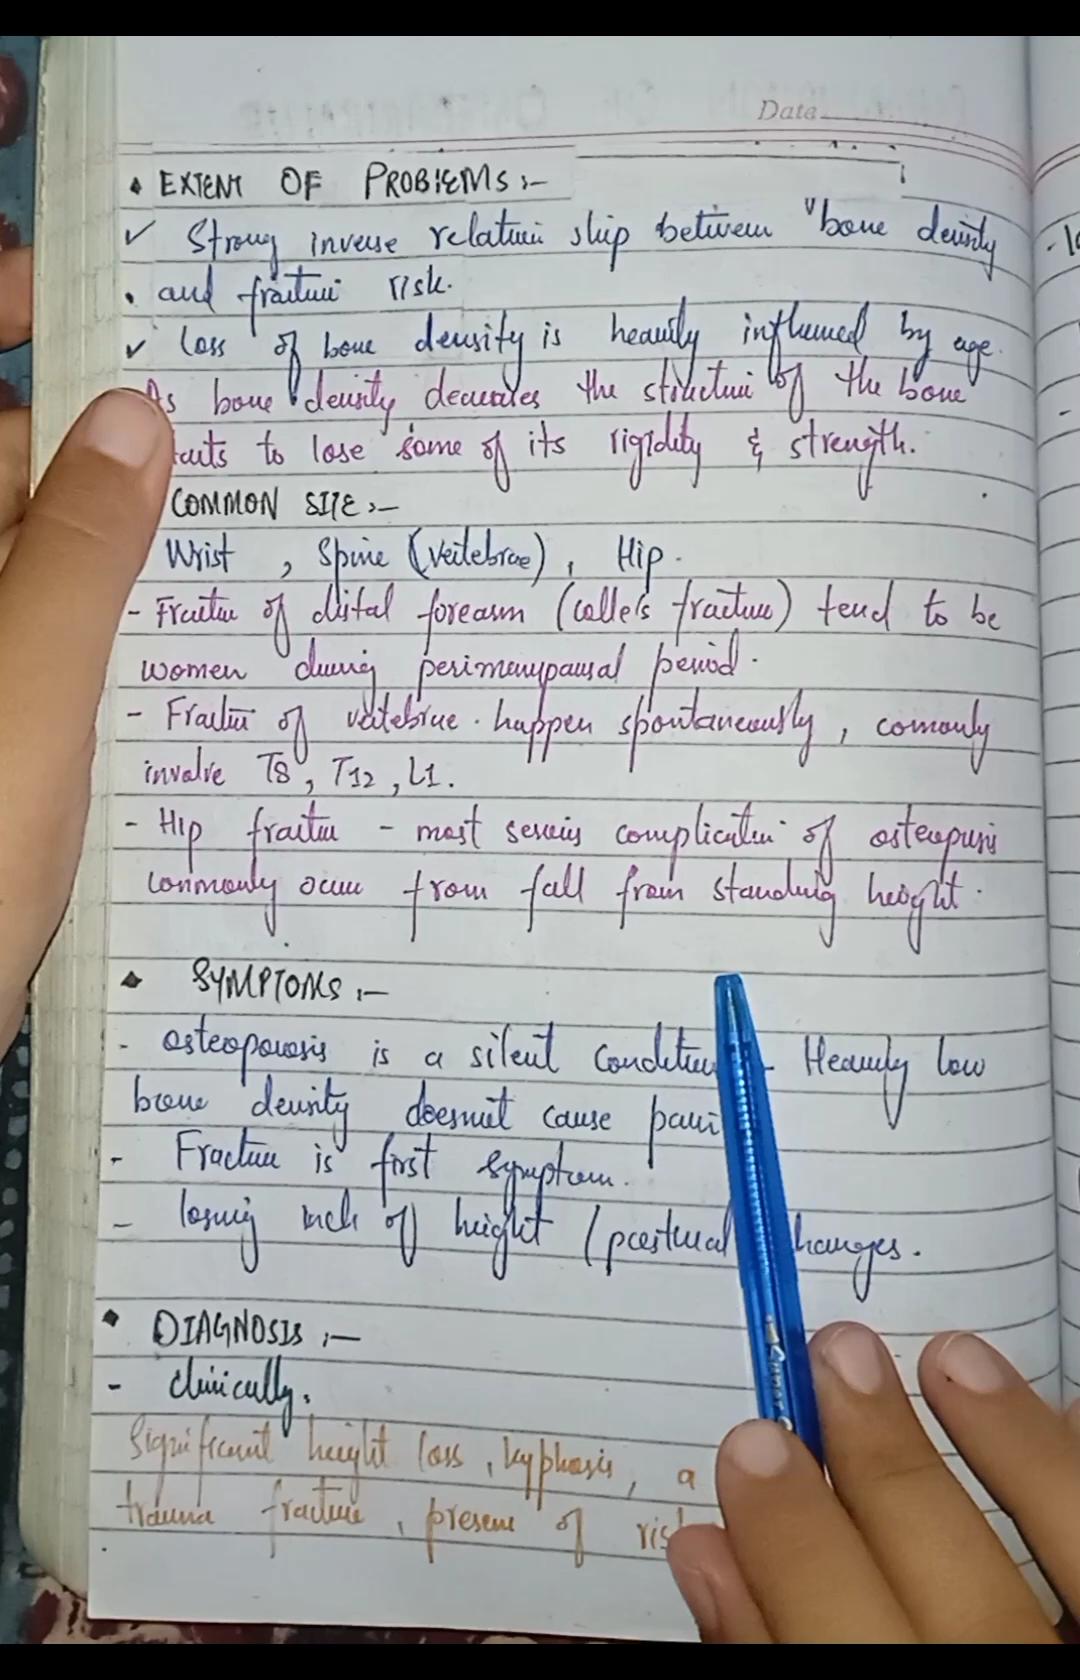 Date
EXTENT OF PROBLEMS :-
Strong inverse relation ship between "bone density
and fracture risk.
Loss of bone density is heavily influenced by age.
As bone density decreases the structure of the bone
to lose some of its rigidity & strength.
COMMON SITE :-
Wrist , Spine (vertebrae) , Hip.
- Fracture of distal forearm (colle's fracture) tend to be
women during perimenypausal period.
- Fracture of vertebrae. happen spontaneously, comonly
involve T8, T12, L1.
- Hip fracture - most serious complication of osteoporosis
commonly occur from fall from standing height.
SYMPTOMS :-
- Osteoporosis is a silent condition - Heavily low
bone density doesn't cause pain
- Fracture is first symptom.
- losing inch of height / postural changes.
DIAGNOSIS :-
- Clinically.
Significant height loss, kyphosis, a
trauma fracture, presence of